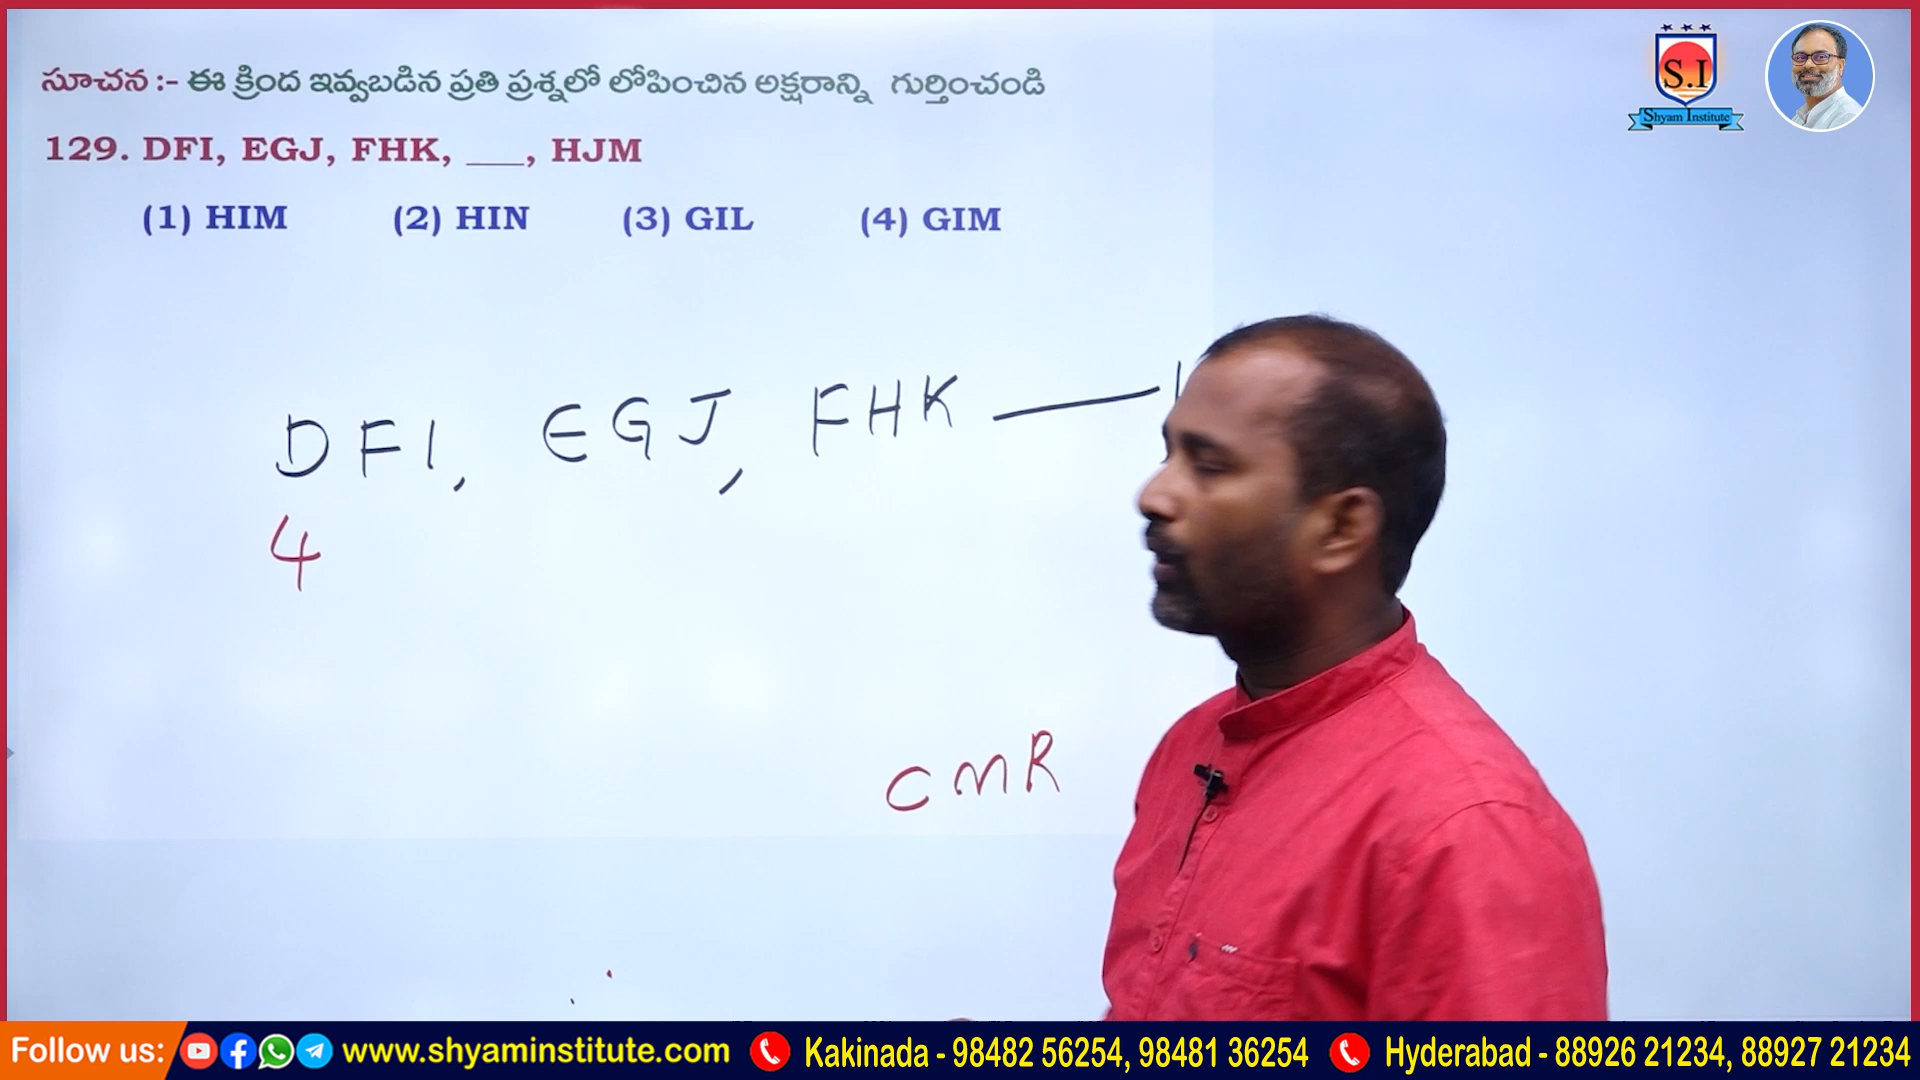 సూచన :- ఈ క్రింద ఇవ్వబడిన ప్రతి ప్రశ్నలో లోపించిన అక్షరాన్ని గుర్తించండి
129. DFI, EGJ, FHK, ___, HJM
(1) HIM (2) HIN (3) GIL (4) GIM
S.I
Shyam Institute
DFI, EGJ, FHK ___
4
CMR
Follow us: www.shyaminstitute.com Kakinada - 98482 56254, 98481 36254 Hyderabad - 88926 21234, 88927 21234